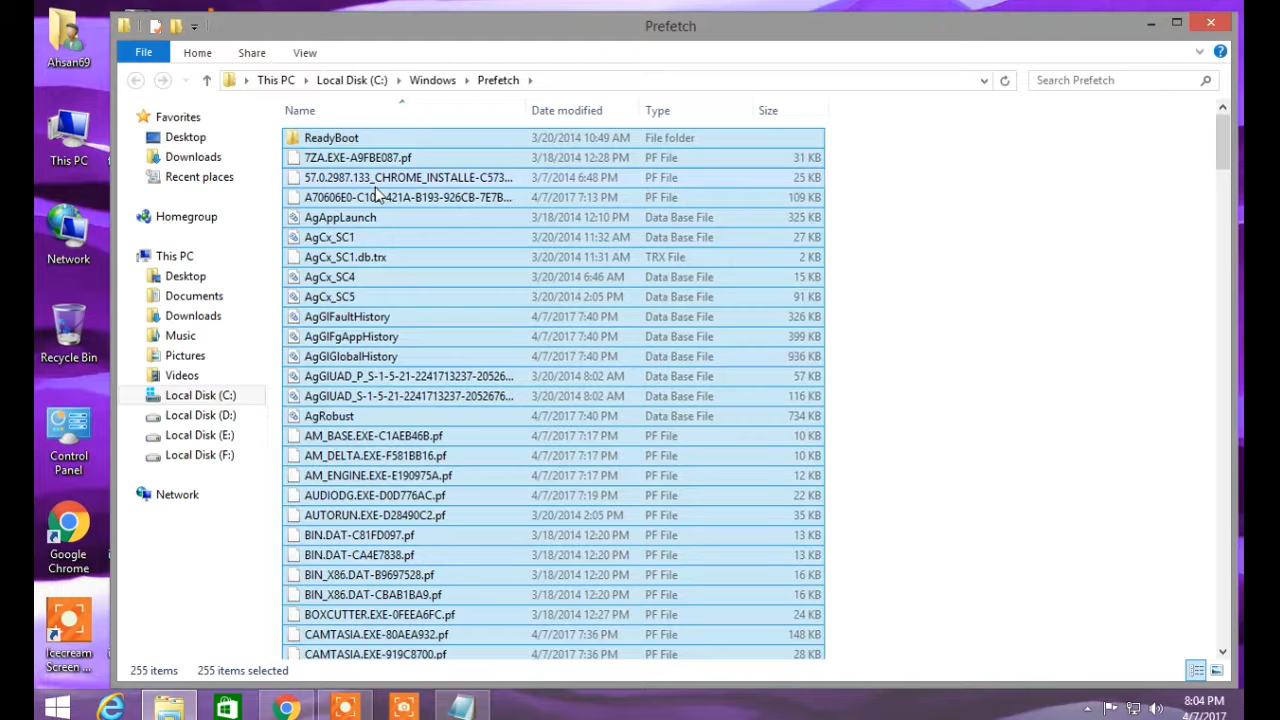 Prefetch
File Home Share View
This PC Local Disk (C:) Windows Prefetch
Search Prefetch
Name Date modified Type Size
ReadyBoot 3/20/2014 10:49 AM File folder
7ZA.EXE-A9FBE087.pf 3/18/2014 12:28 PM PF File 31 KB
57.0.2987.133_CHROME_INSTALLE-C573... 3/7/2014 6:48 PM PF File 25 KB
4/7/2017 7:13 PM PF File 109 KB
AgAppLaunch 3/18/2014 12:10 PM Data Base File 325 KB
AgCx_SC1 3/20/2014 11:32 AM Data Base File 27 KB
AgCx_SC1.db.trx 3/20/2014 11:31 AM TRX File 2 KB
AgCx_SC4 3/20/2014 6:46 AM Data Base File 15 KB
AgCx_SC5 3/20/2014 2:05 PM Data Base File 91 KB
AgGlFaultHistory 4/7/2017 7:40 PM Data Base File 326 KB
AgGlFgAppHistory 4/7/2017 7:40 PM Data Base File 399 KB
AgGlGlobalHistory 4/7/2017 7:40 PM Data Base File 936 KB
AgGlUAD_P_S-1-5-21-2241713237-20526... 3/20/2014 8:02 AM Data Base File 57 KB
AgGlUAD_S-1-5-21-2241713237-2052676... 3/20/2014 8:02 AM Data Base File 116 KB
AgRobust 4/7/2017 7:40 PM Data Base File 734 KB
AM_BASE.EXE-C1AEB46B.pf 4/7/2017 7:17 PM PF File 10 KB
AM_DELTA.EXE-F581BB16.pf 4/7/2017 7:17 PM PF File 10 KB
AM_ENGINE.EXE-E190975A.pf 4/7/2017 7:17 PM PF File 12 KB
AUDIODG.EXE-D0D776AC.pf 4/7/2017 7:19 PM PF File 22 KB
AUTORUN.EXE-D28490C2.pf 3/20/2014 2:05 PM PF File 35 KB
BIN.DAT-C81FD097.pf 3/18/2014 12:20 PM PF File 13 KB
BIN.DAT-CA4E7838.pf 3/18/2014 12:20 PM PF File 13 KB
BIN_X86.DAT-B9697528.pf 3/18/2014 12:20 PM PF File 16 KB
BIN_X86.DAT-CBAB1BA9.pf 3/18/2014 12:20 PM PF File 16 KB
BOXCUTTER.EXE-0FEEA6FC.pf 3/18/2014 12:27 PM PF File 24 KB
CAMTASIA.EXE-80AEA932.pf 4/7/2017 7:36 PM PF File 148 KB
CAMTASIA.EXE-919C8700.pf 4/7/2017 7:36 PM PF File 28 KB
Favorites
Desktop
Downloads
Recent places
Homegroup
This PC
Desktop
Documents
Downloads
Music
Pictures
Videos
Local Disk (C:)
Local Disk (D:)
Local Disk (E:)
Local Disk (F:)
Network
255 items 255 items selected
Ahsan69
This PC
Network
Recycle Bin
Control
Panel
Google
Chrome
Icecream
Screen ...
8:04 PM
4/7/2017